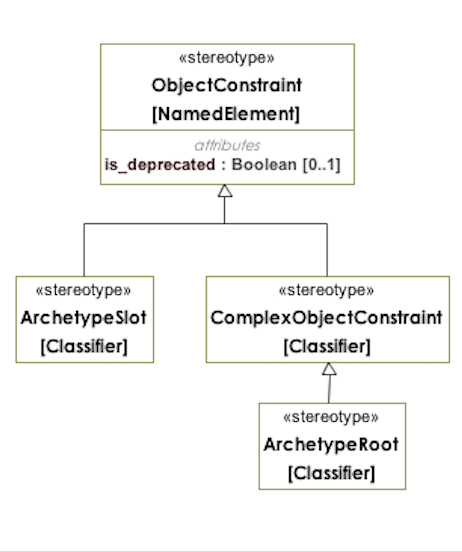 «stereotype»
ObjectConstraint
[NamedElement]
attributes
is_deprecated : Boolean [0..1]
«stereotype»
ArchetypeSlot
[Classifier]
«stereotype»
ComplexObjectConstraint
[Classifier]
«stereotype»
ArchetypeRoot
[Classifier]